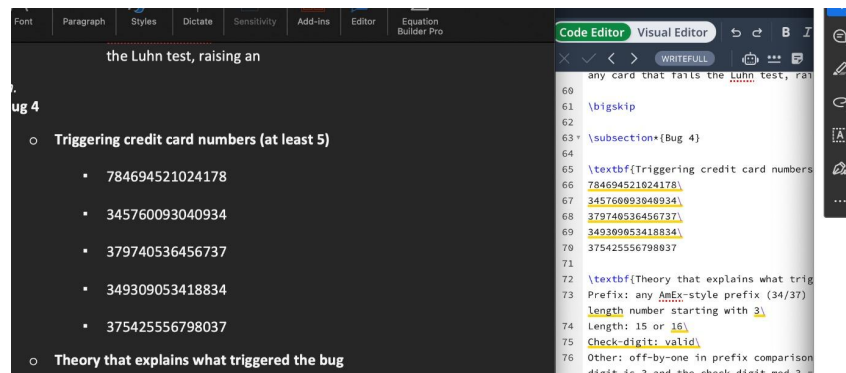 Font Paragraph Styles Dictate Sensitivity Add-ins Editor Equation Builder Pro
the Luhn test, raising an
ug 4
o Triggering credit card numbers (at least 5)
▪ 784694521024178
▪ 345760093040934
▪ 379740536456737
▪ 349309053418834
▪ 375425556798037
o Theory that explains what triggered the bug
Code Editor Visual Editor B I
WRITEFULL
any card that fails the Luhn test, rai
60
61 \bigskip
62
63 \subsection*{Bug 4}
64
65 \textbf{Triggering credit card numbers
66 784694521024178\
67 345760093040934\
68 379740536456737\
69 349309053418834\
70 375425556798037
71
72 \textbf{Theory that explains what trig
73 Prefix: any AmEx-style prefix (34/37)
length number starting with 3\
74 Length: 15 or 16\
75 Check-digit: valid\
76 Other: off-by-one in prefix comparison
digit is 3 and the check digit mod 3